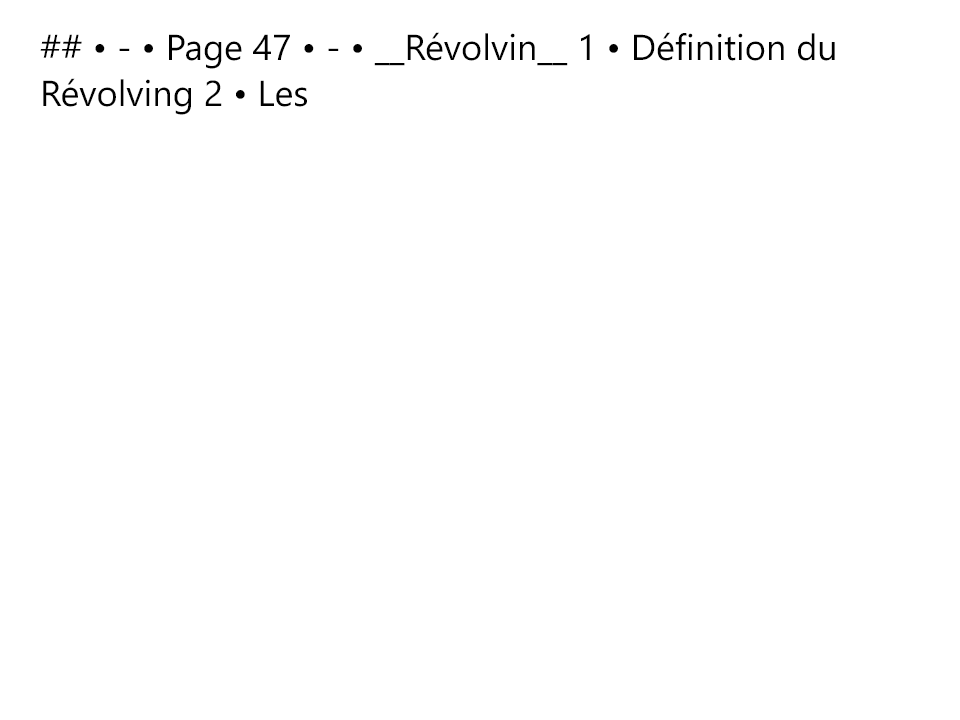 ## • - • Page 47 • - • __Révolvin__ 1 • Définition du
Révolving 2 • Les